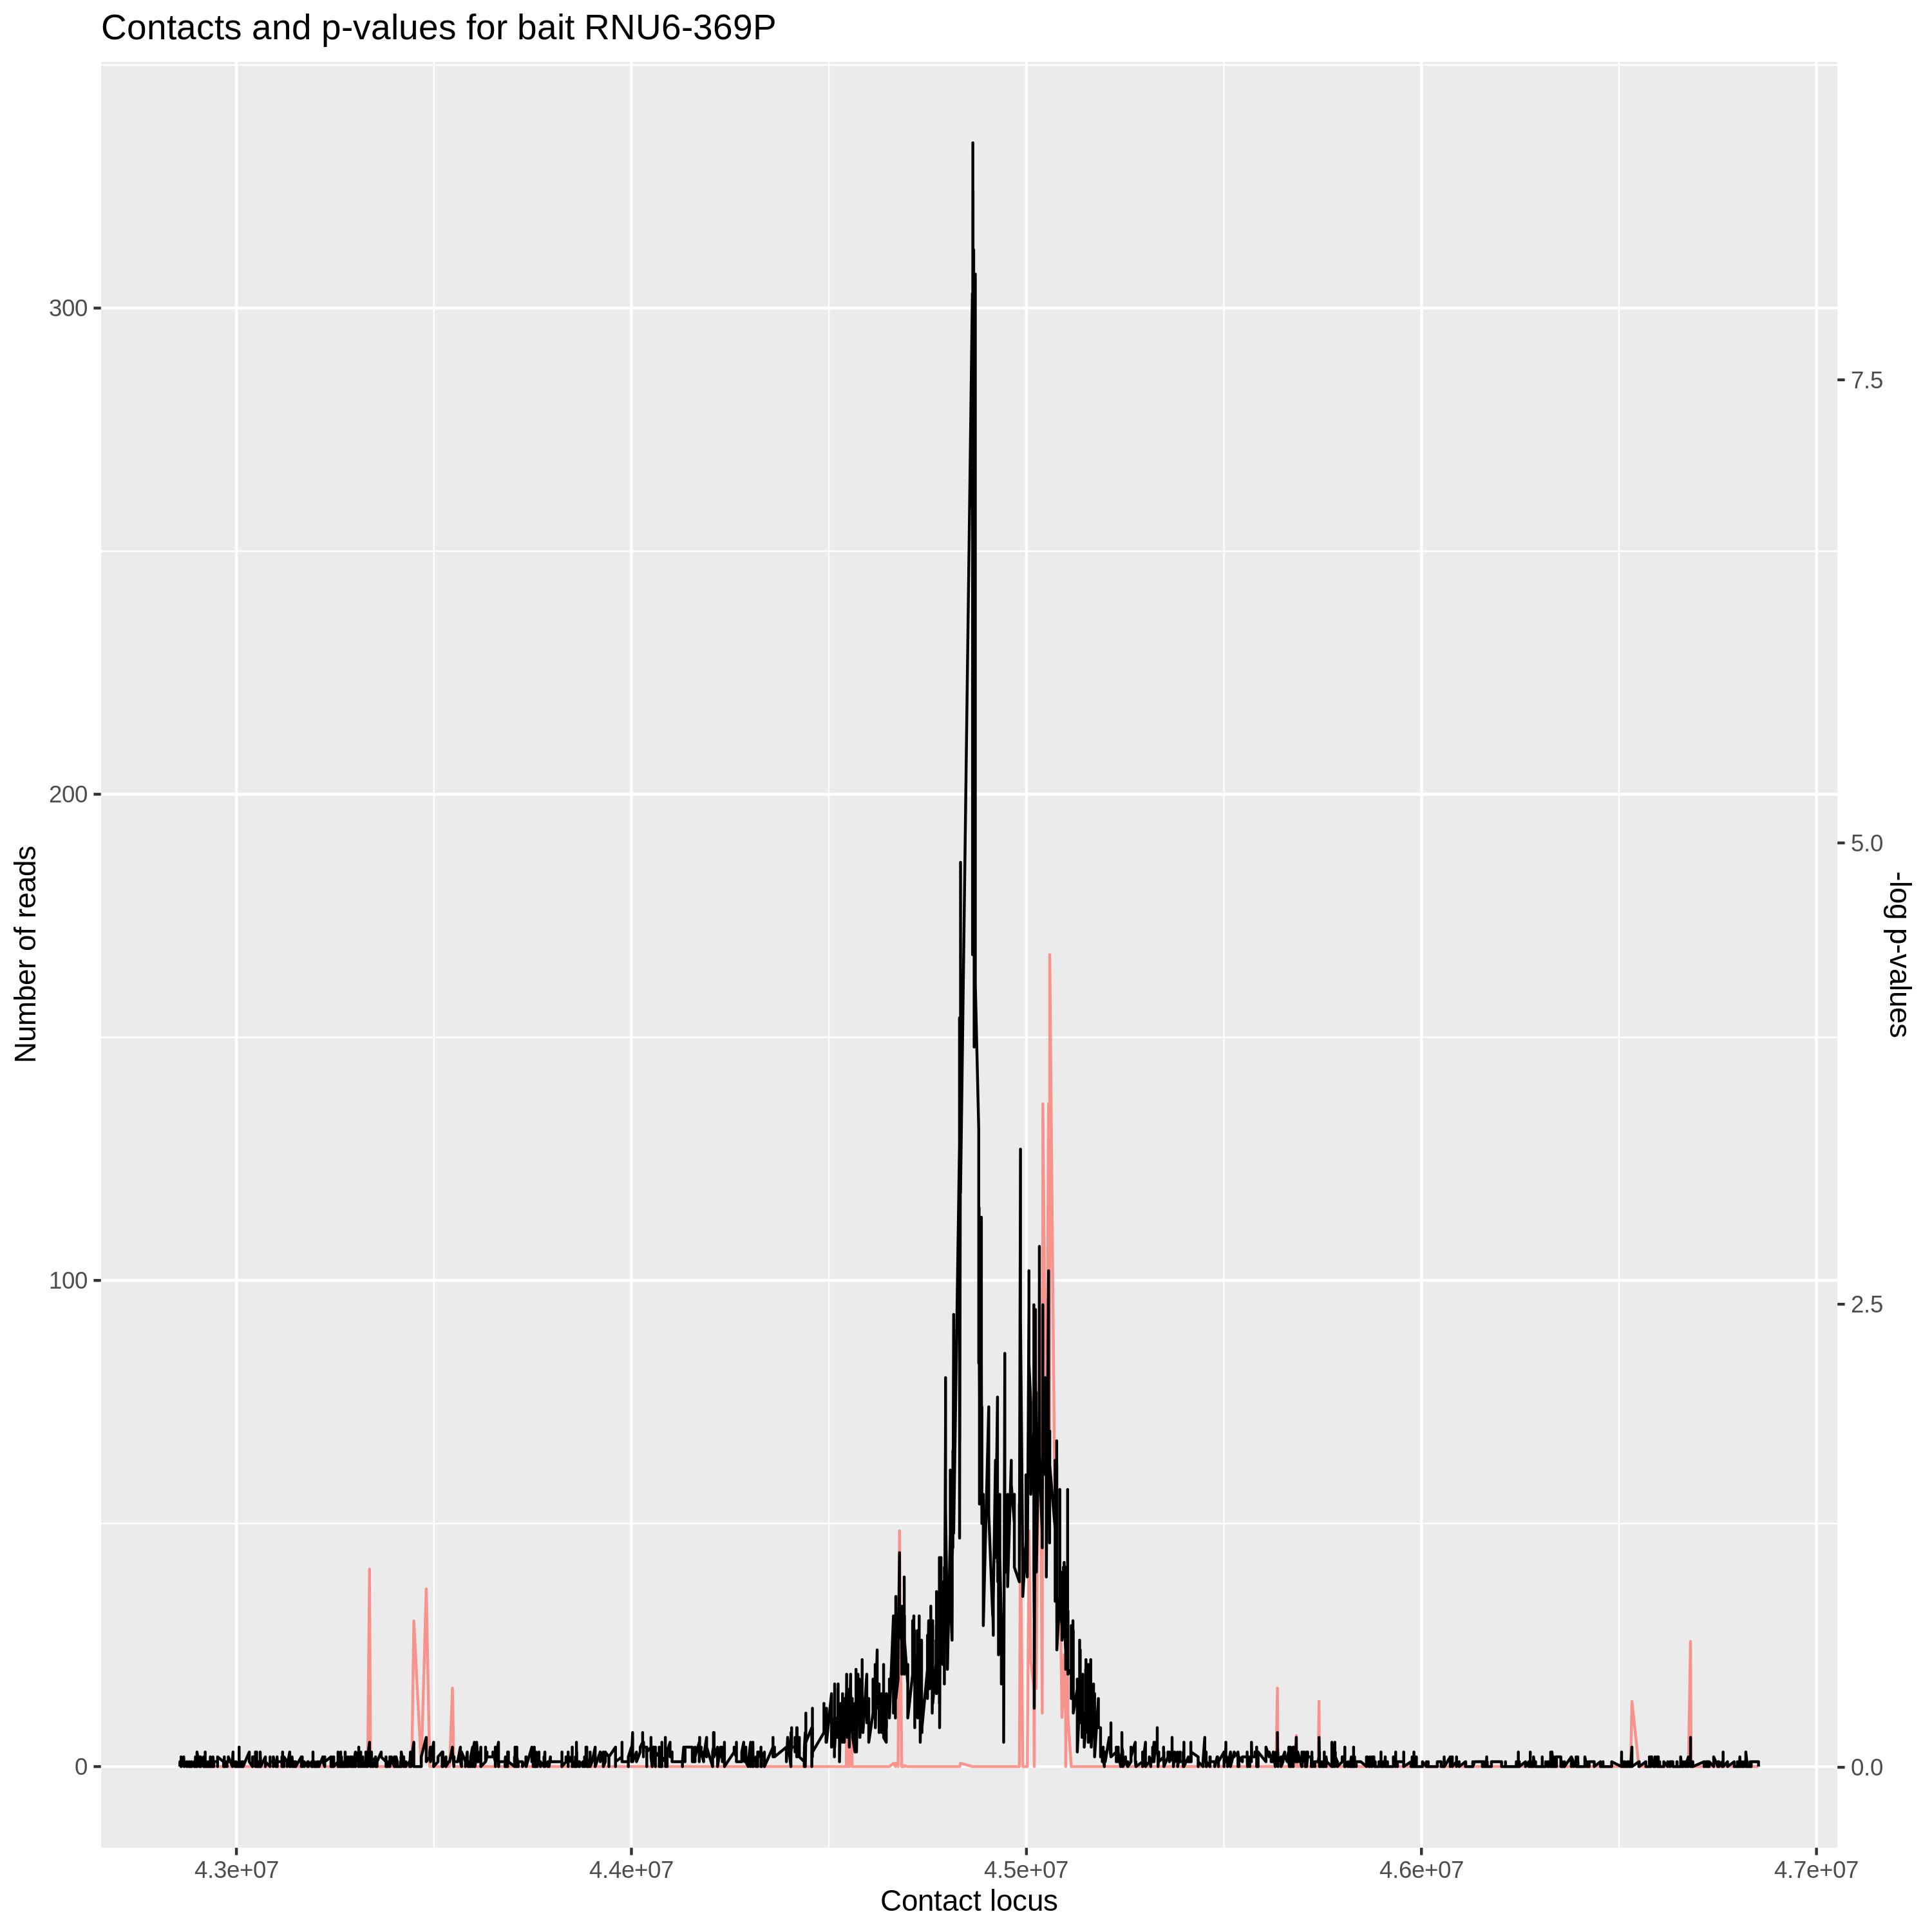 Contacts and p-values for bait RNU6-369P
300
200
100
0
Number of reads
7.5
5.0
2.5
0.0
-log p-values
4.3e+07
4.4e+07
4.5e+07
4.6e+07
4.7e+07
Contact locus